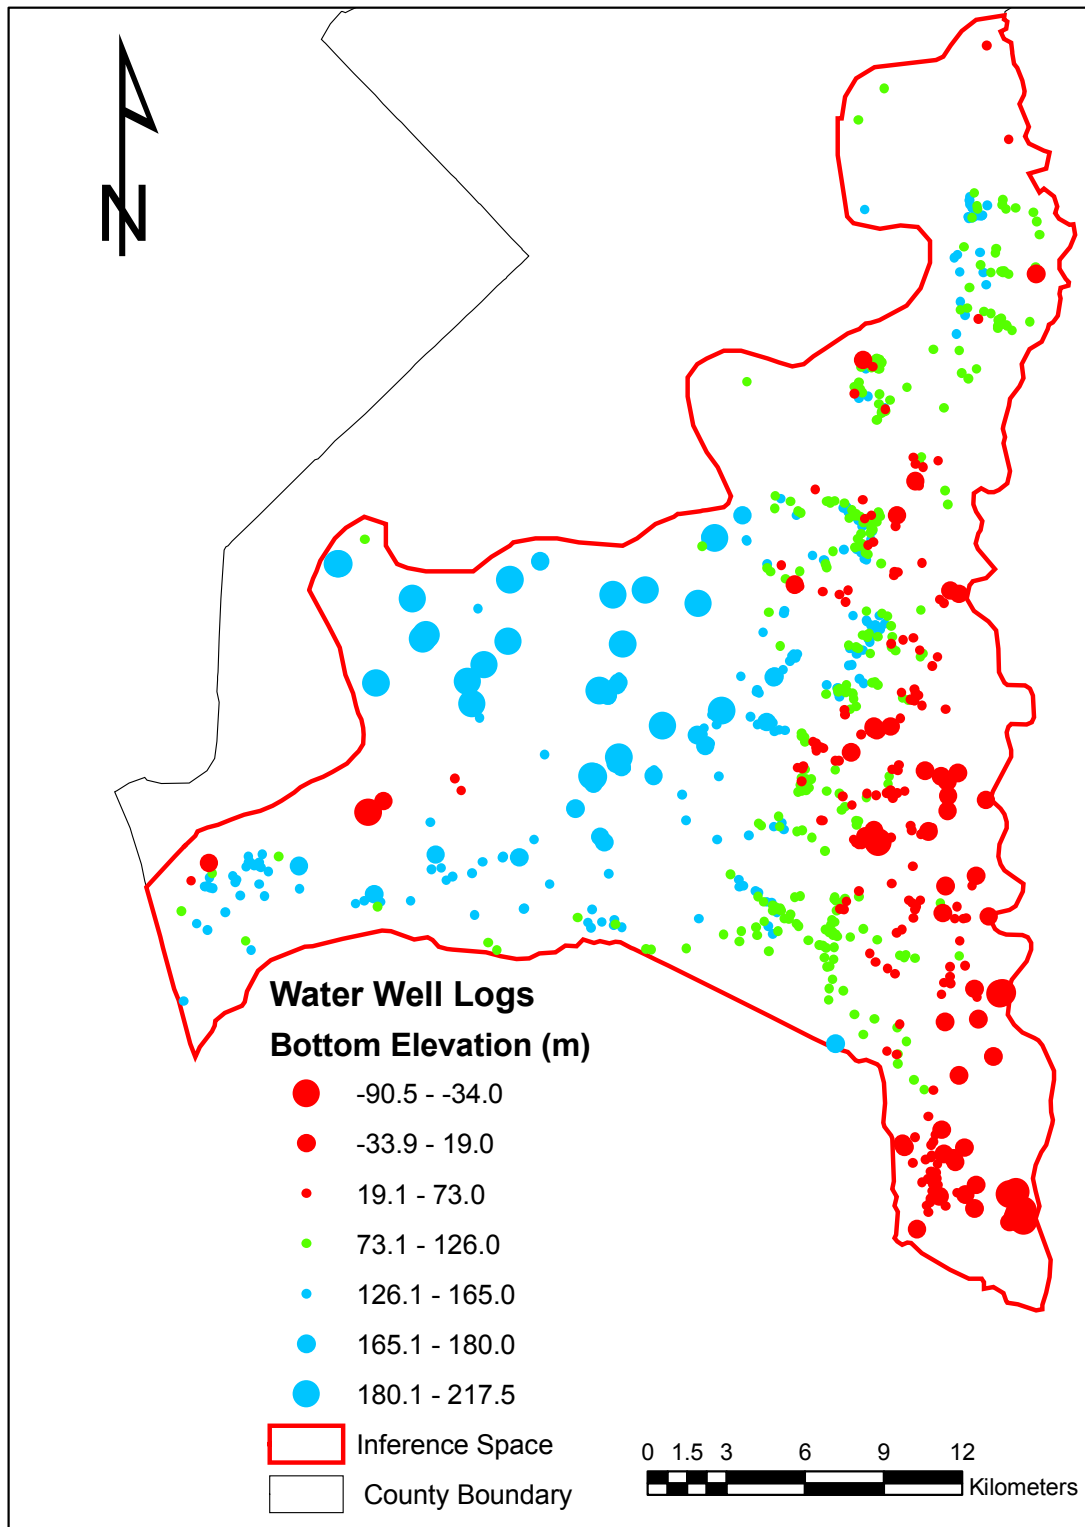 N
Water Well Logs
Bottom Elevation (m)
-90.5 - -34.0
-33.9 - 19.0
19.1 - 73.0
73.1 - 126.0
126.1 - 165.0
165.1 - 180.0
180.1 - 217.5
Inference Space
County Boundary
0 1.5 3 6 9 12
Kilometers